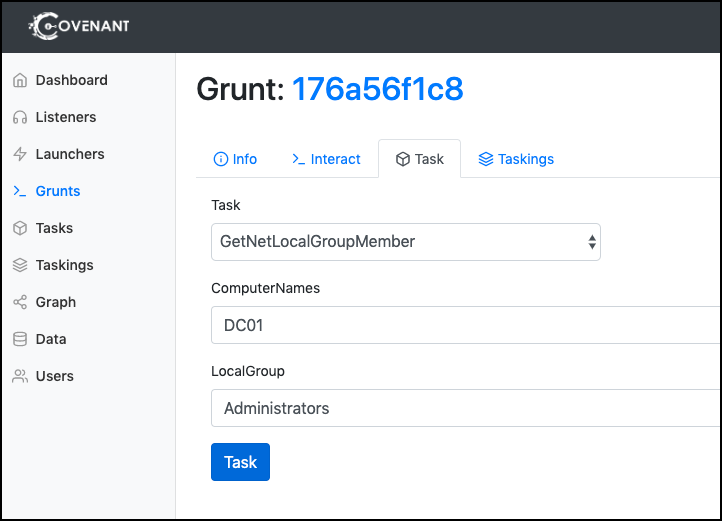 COVENANT
Dashboard
Listeners
Launchers
Grunts
Tasks
Taskings
Graph
Data
Users
Grunt: 176a56f1c8
Info Interact Task Taskings
Task
GetNetLocalGroupMember
ComputerNames
DC01
LocalGroup
Administrators
Task